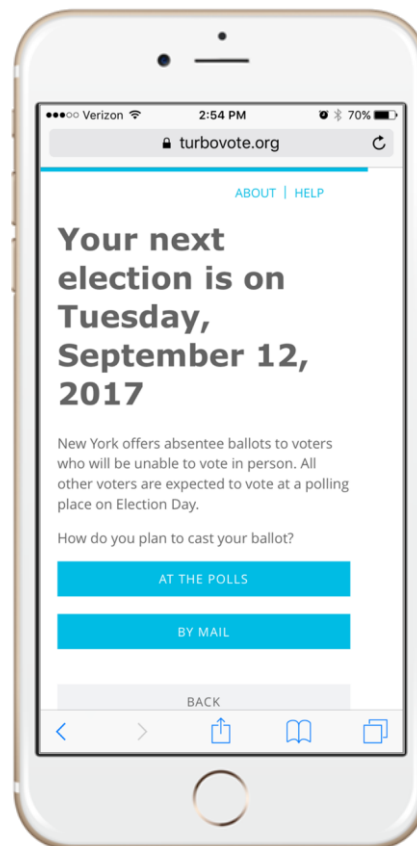 Verizon 2:54 PM 70%
turbovote.org
ABOUT | HELP
Your next
election is on
Tuesday,
September 12,
2017
New York offers absentee ballots to voters
who will be unable to vote in person. All
other voters are expected to vote at a polling
place on Election Day.
How do you plan to cast your ballot?
AT THE POLLS
BY MAIL
BACK